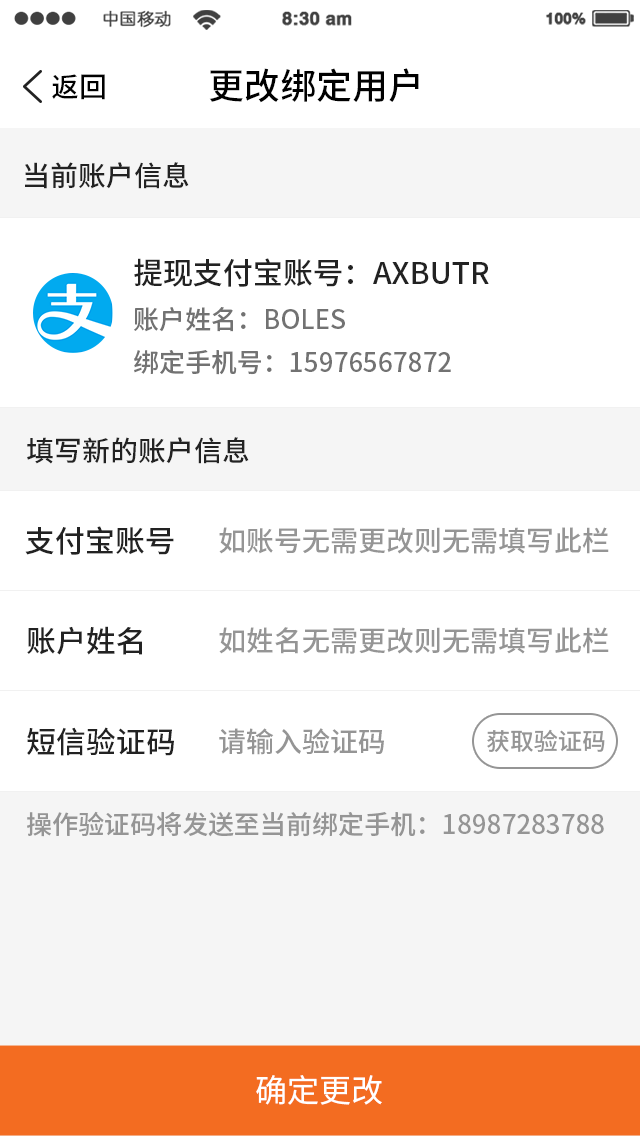 中国移动 8:30 am 100%
返回 更改绑定用户
当前账户信息
提现支付宝账号：AXBUTR
支
账户姓名：BOLES
绑定手机号：15976567872
填写新的账户信息
支付宝账号 如账号无需更改则无需填写此栏
账户姓名 如姓名无需更改则无需填写此栏
短信验证码 请输入验证码 获取验证码
操作验证码将发送至当前绑定手机：18987283788
确定更改